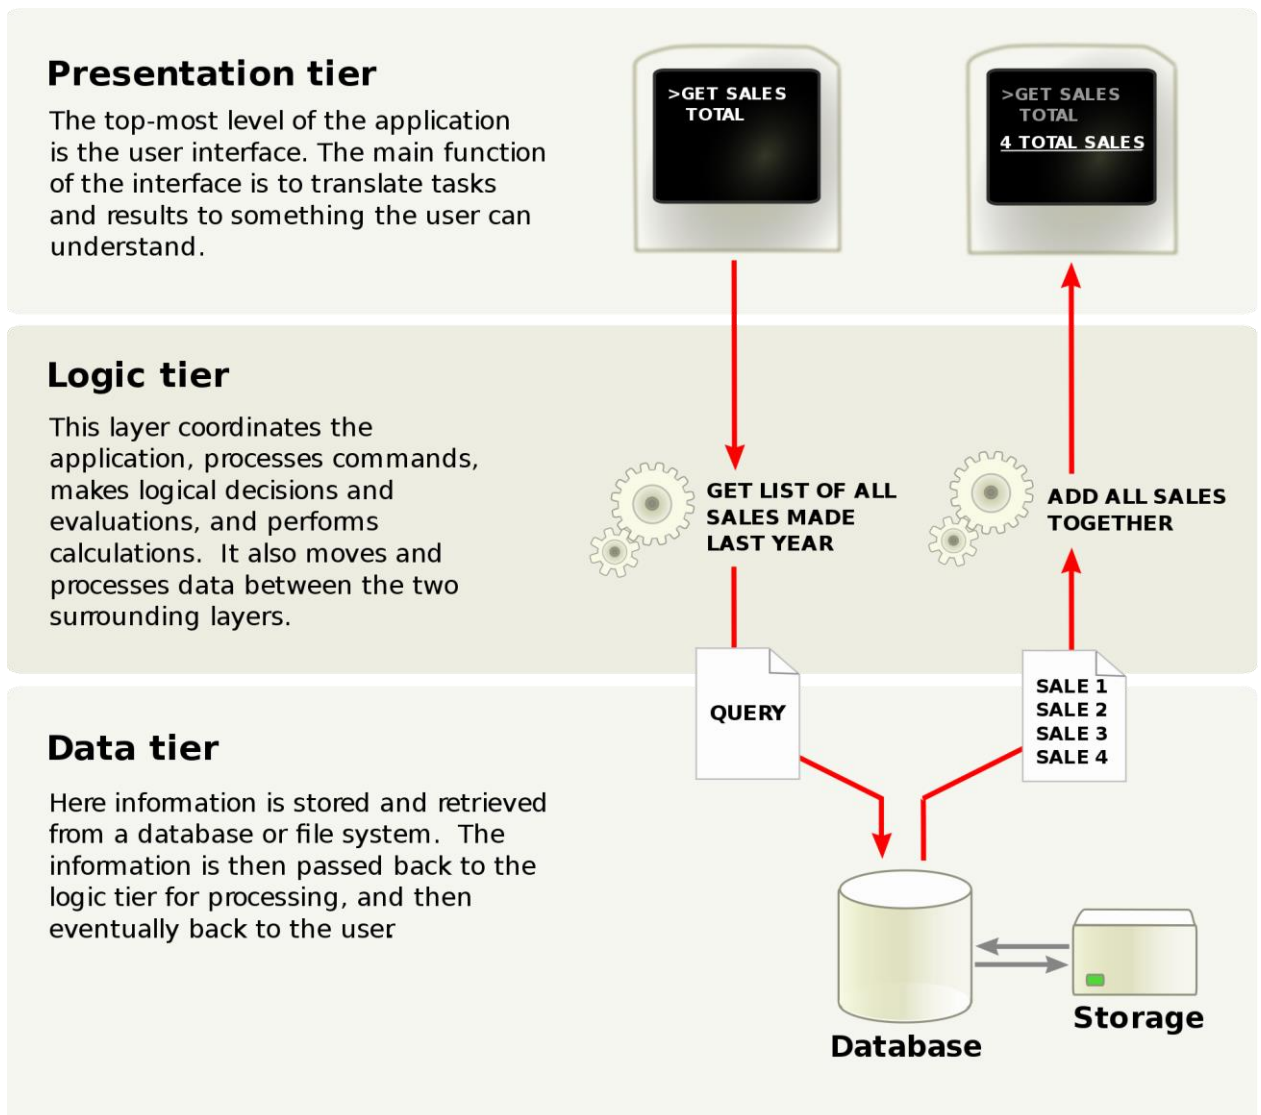 Presentation tier
The top-most level of the application
is the user interface. The main function
of the interface is to translate tasks
and results to something the user can
understand.
>GET SALES
TOTAL
>GET SALES
TOTAL
4 TOTAL SALES
Logic tier
This layer coordinates the
application, processes commands,
makes logical decisions and
evaluations, and performs
calculations.  It also moves and
processes data between the two
surrounding layers.
GET LIST OF ALL
SALES MADE
LAST YEAR
ADD ALL SALES
TOGETHER
QUERY
SALE 1
SALE 2
SALE 3
SALE 4
Data tier
Here information is stored and retrieved
from a database or file system.  The
information is then passed back to the
logic tier for processing, and then
eventually back to the user.
Database
Storage